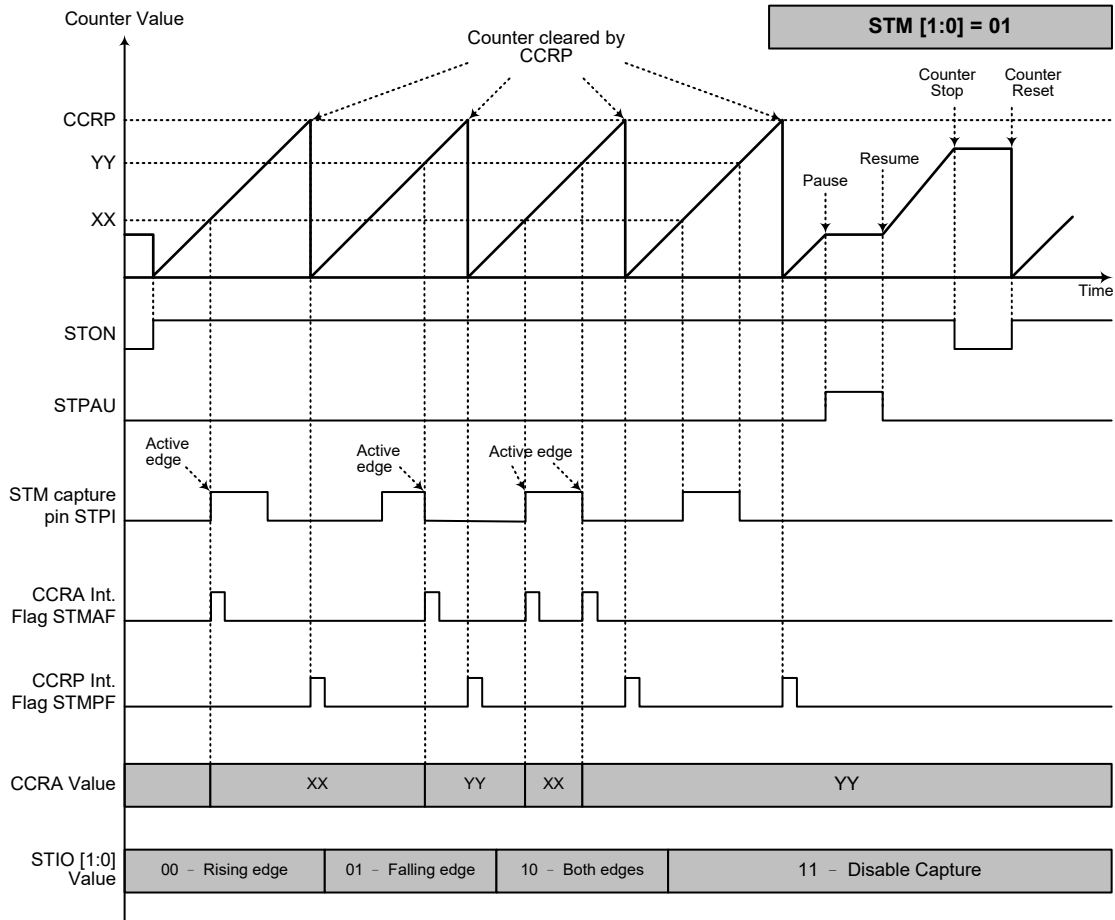 Counter Value
STM [1:0] = 01
Counter cleared by
CCRP
Counter
Stop
Counter
Reset
CCRP
YY
Resume
Pause
XX
Time
STON
STPAU
Active
edge
Active
edge
Active edge
STM capture
pin STPI
CCRA Int.
Flag STMAF
CCRP Int.
Flag STMPF
CCRA Value
XX
YY
XX
YY
STIO [1:0]
Value
00 – Rising edge
01 – Falling edge
10 – Both edges
11 – Disable Capture